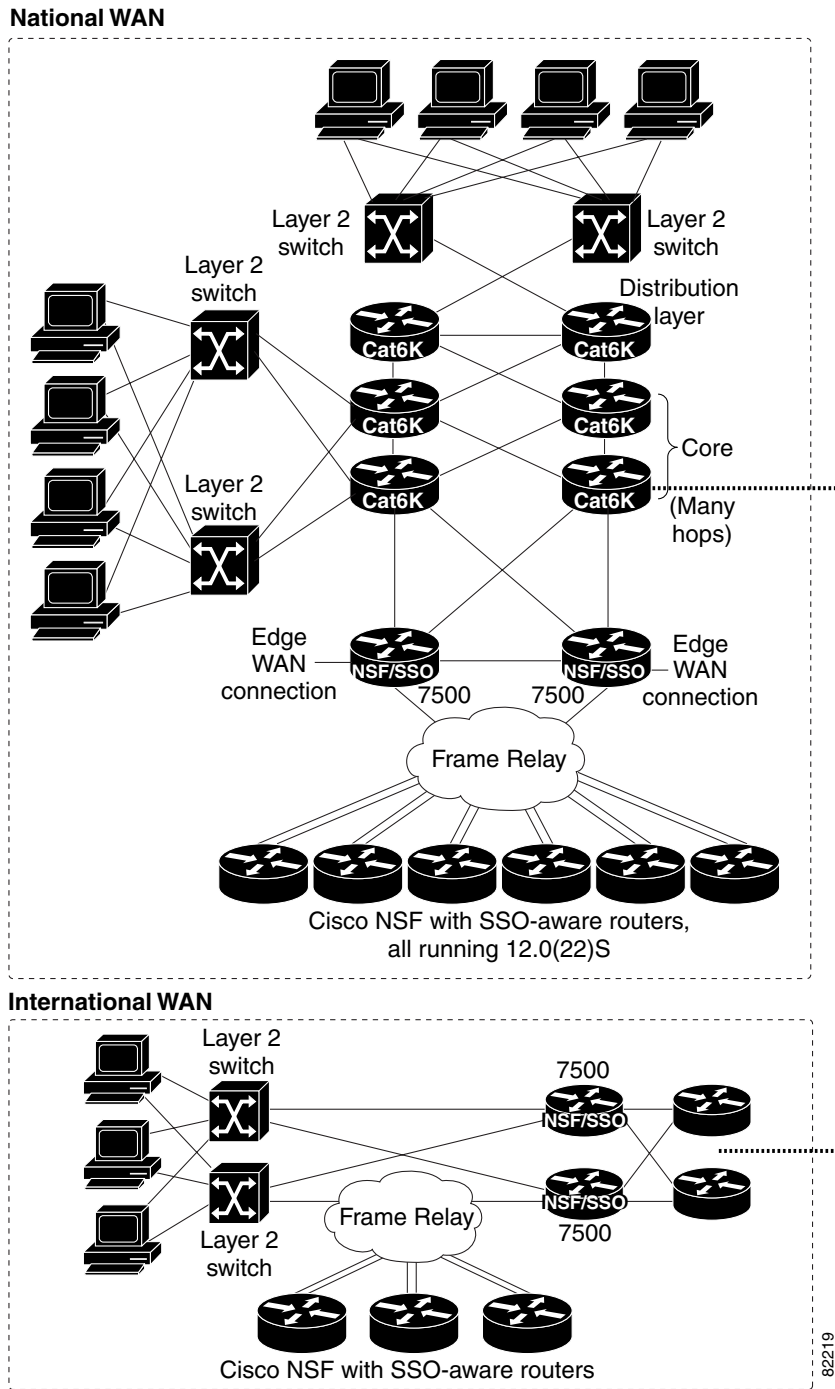 National WAN
Layer 2
switch
Layer 2
switch
Layer 2
switch
Distribution
layer
Cat6K
Cat6K
Cat6K
Cat6K
Core
Layer 2
switch
Cat6K
Cat6K
(Many
hops)
Edge
WAN
connection
NSF/SSO
NSF/SSO
Edge
WAN
connection
7500
7500
Frame Relay
Cisco NSF with SSO-aware routers,
all running 12.0(22)S
International WAN
Layer 2
switch
7500
NSF/SSO
NSF/SSO
7500
Frame Relay
Layer 2
switch
Cisco NSF with SSO-aware routers
82219